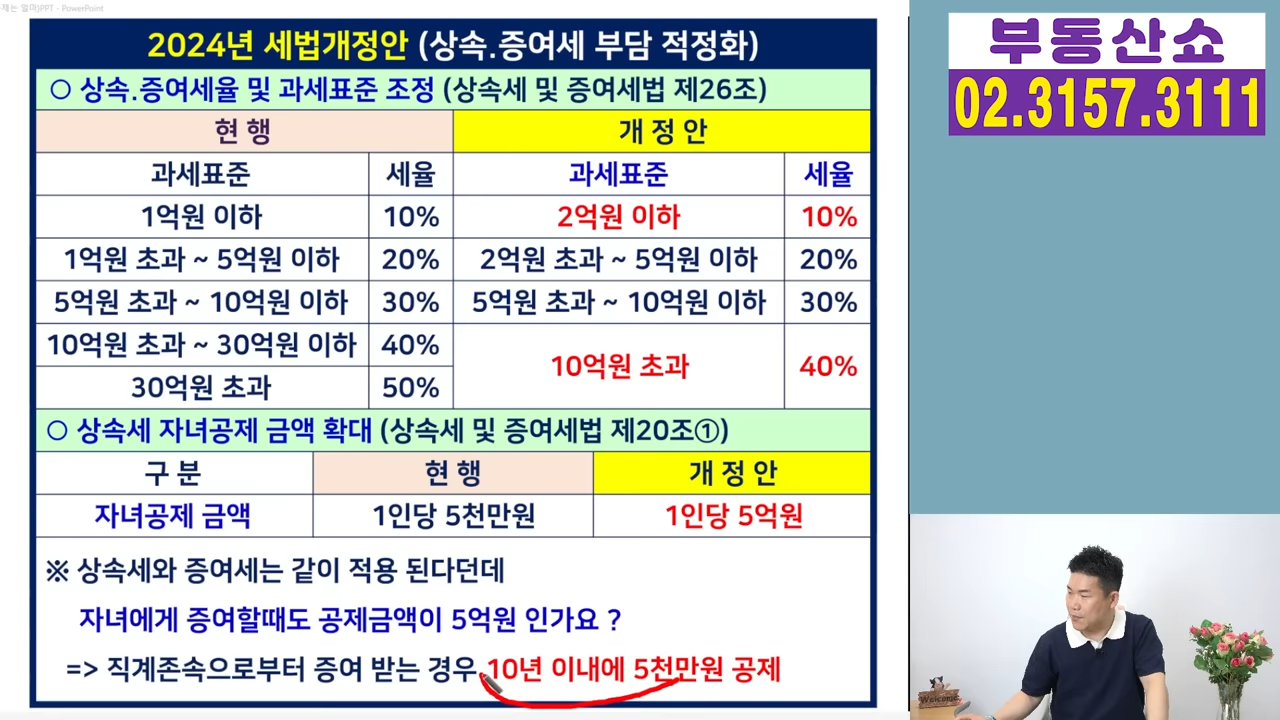 PPT - PowerPoint
2024년 세법개정안 (상속.증여세 부담 적정화)
○ 상속.증여세율 및 과세표준 조정 (상속세 및 증여세법 제26조)
현 행 개 정 안
과세표준 세율 과세표준 세율
1억원 이하 10% 2억원 이하 10%
1억원 초과 ~ 5억원 이하 20% 2억원 초과 ~ 5억원 이하 20%
5억원 초과 ~ 10억원 이하 30% 5억원 초과 ~ 10억원 이하 30%
10억원 초과 ~ 30억원 이하 40% 10억원 초과 40%
30억원 초과 50%
○ 상속세 자녀공제 금액 확대 (상속세 및 증여세법 제20조①)
구 분 현 행 개 정 안
자녀공제 금액 1인당 5천만원 1인당 5억원
※ 상속세와 증여세는 같이 적용 된다던데
자녀에게 증여할때도 공제금액이 5억원 인가요 ?
=> 직계존속으로부터 증여 받는 경우, 10년 이내에 5천만원 공제
부동산쇼
02.3157.3111
Welcome